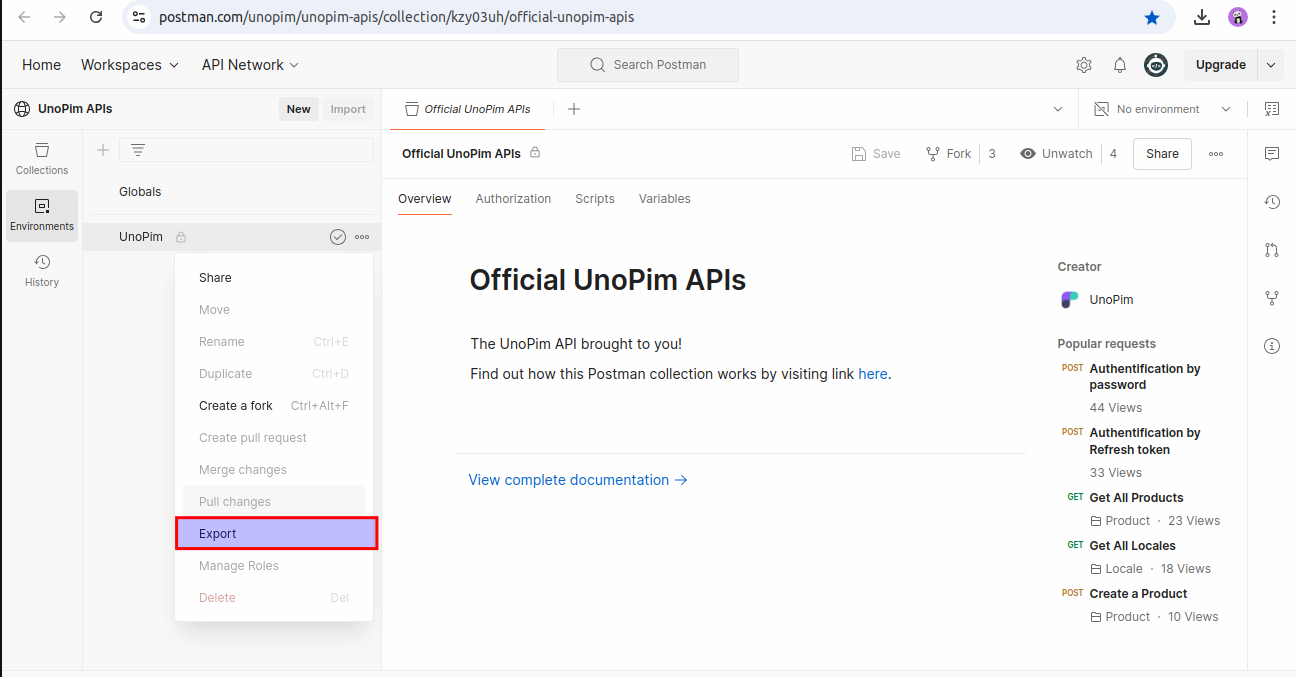 postman.com/unopim/unopim-apis/collection/kzy03uh/official-unopim-apis
Home Workspaces API Network Search Postman Upgrade
UnoPim APIs New Import Official UnoPim APIs No environment
Collections
Environments
History
Globals
UnoPim
Share
Move
Rename Ctrl+E
Duplicate Ctrl+D
Create a fork Ctrl+Alt+F
Create pull request
Merge changes
Pull changes
Export
Manage Roles
Delete Del
Official UnoPim APIs Save Fork 3 Unwatch 4 Share
Overview Authorization Scripts Variables
Official UnoPim APIs
The UnoPim API brought to you!
Find out how this Postman collection works by visiting link here.
View complete documentation →
Creator
UnoPim
Popular requests
POST Authentification by
password
44 Views
POST Authentification by
Refresh token
33 Views
GET Get All Products
Product · 23 Views
GET Get All Locales
Locale · 18 Views
POST Create a Product
Product · 10 Views